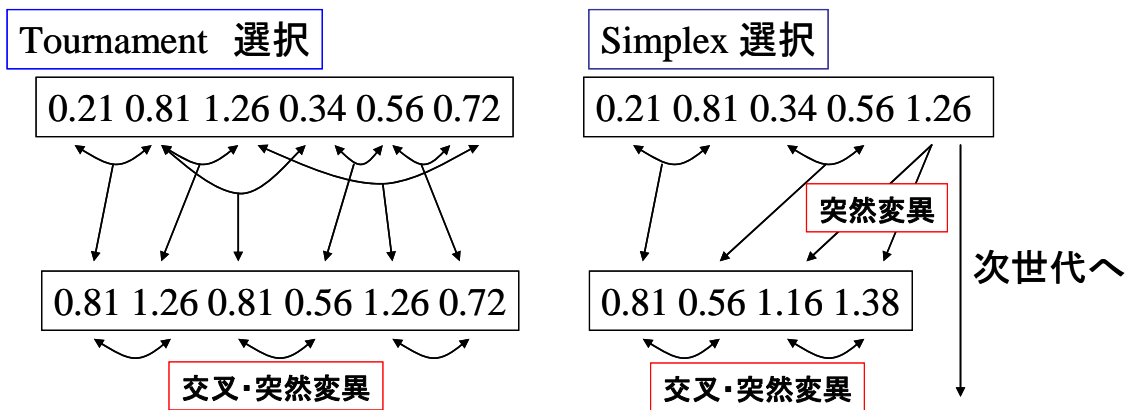 Tournament 選択
0.21 0.81 1.26 0.34 0.56 0.72
0.81 1.26 0.81 0.56 1.26 0.72
交叉・突然変異
Simplex 選択
0.21 0.81 0.34 0.56 1.26
突然変異
次世代へ
0.81 0.56 1.16 1.38
交叉・突然変異